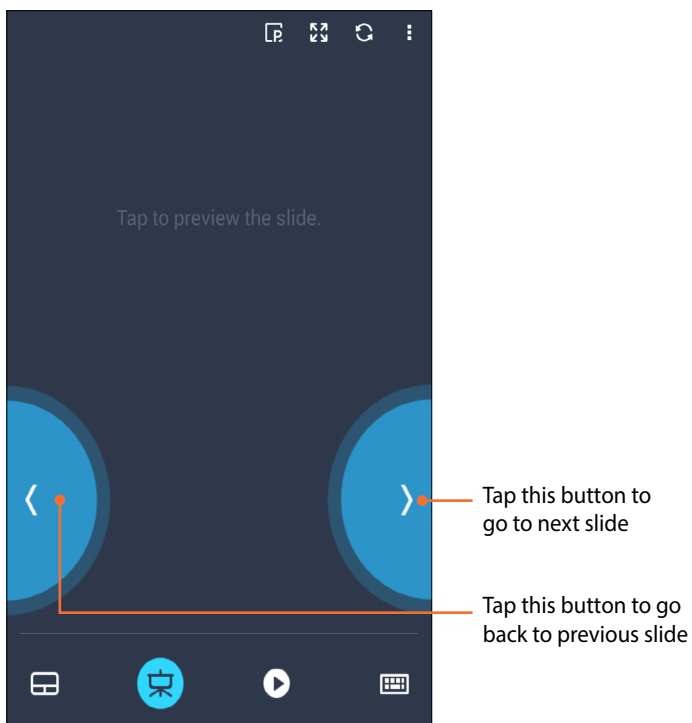 Tap to preview the slide.
Tap this button to
go to next slide
Tap this button to go
back to previous slide